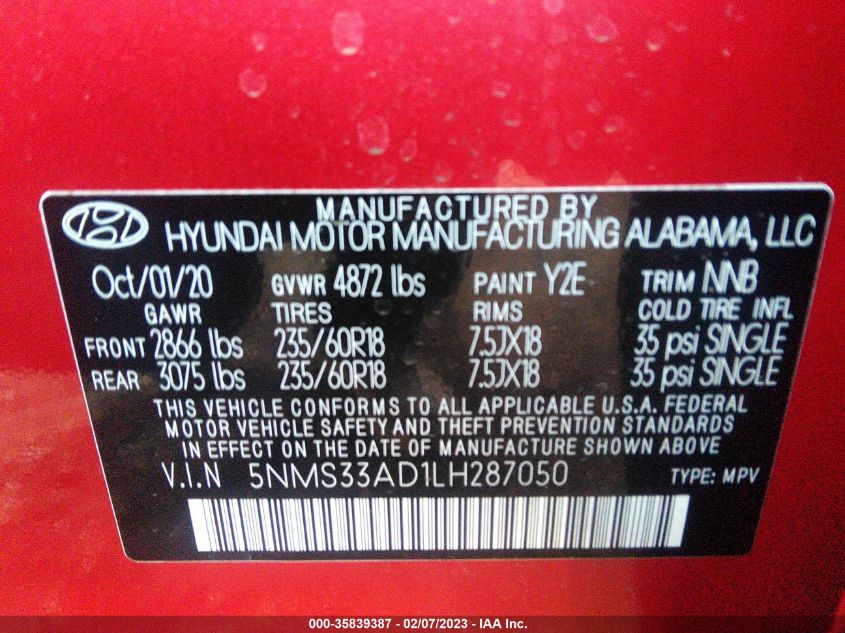 MANUFACTURED BY
HYUNDAI MOTOR MANUFACTURING ALABAMA, LLC
Oct/01/20 GVWR 4872 lbs PAINT Y2E TRIM NNB
GAWR TIRES RIMS COLD TIRE INFL
FRONT 2866 lbs 235/60R18 7.5JX18 35 psi SINGLE
REAR 3075 lbs 235/60R18 7.5JX18 35 psi SINGLE
THIS VEHICLE CONFORMS TO ALL APPLICABLE U.S.A. FEDERAL
MOTOR VEHICLE SAFETY AND THEFT PREVENTION STANDARDS
IN EFFECT ON THE DATE OF MANUFACTURE SHOWN ABOVE
V.I.N 5NMS33AD1LH287050 TYPE: MPV
000-35839387 - 02/07/2023 - IAA Inc.